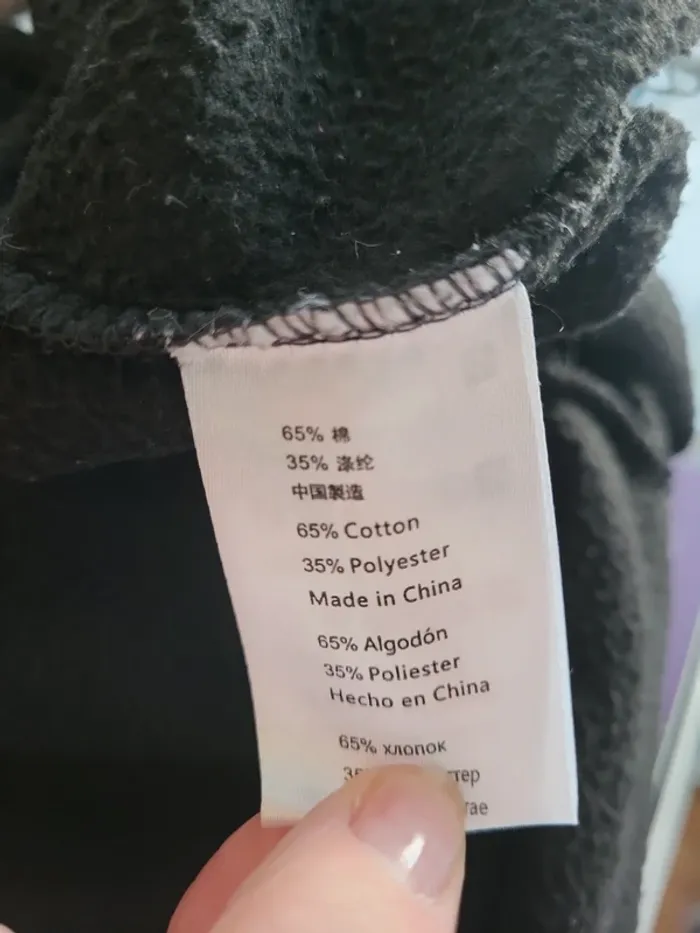 65% 棉
35% 涤纶
中国製造
65% Cotton
35% Polyester
Made in China
65% Algodón
35% Poliester
Hecho en China
65% хлопок